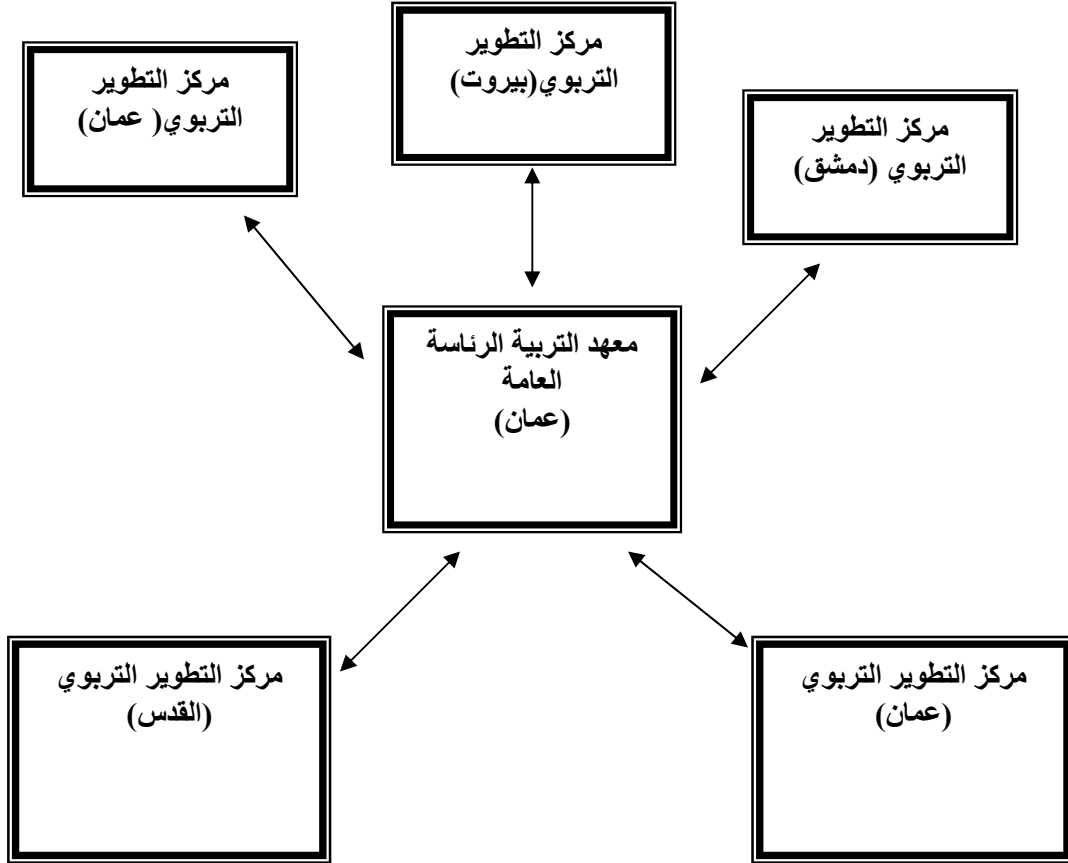 مركز التطوير
التربوي( عمان)
مركز التطوير
التربوي(بيروت)
مركز التطوير
التربوي (دمشق)
معهد التربية الرئاسة
العامة
(عمان)
مركز التطوير التربوي
(القدس)
مركز التطوير التربوي
(عمان)